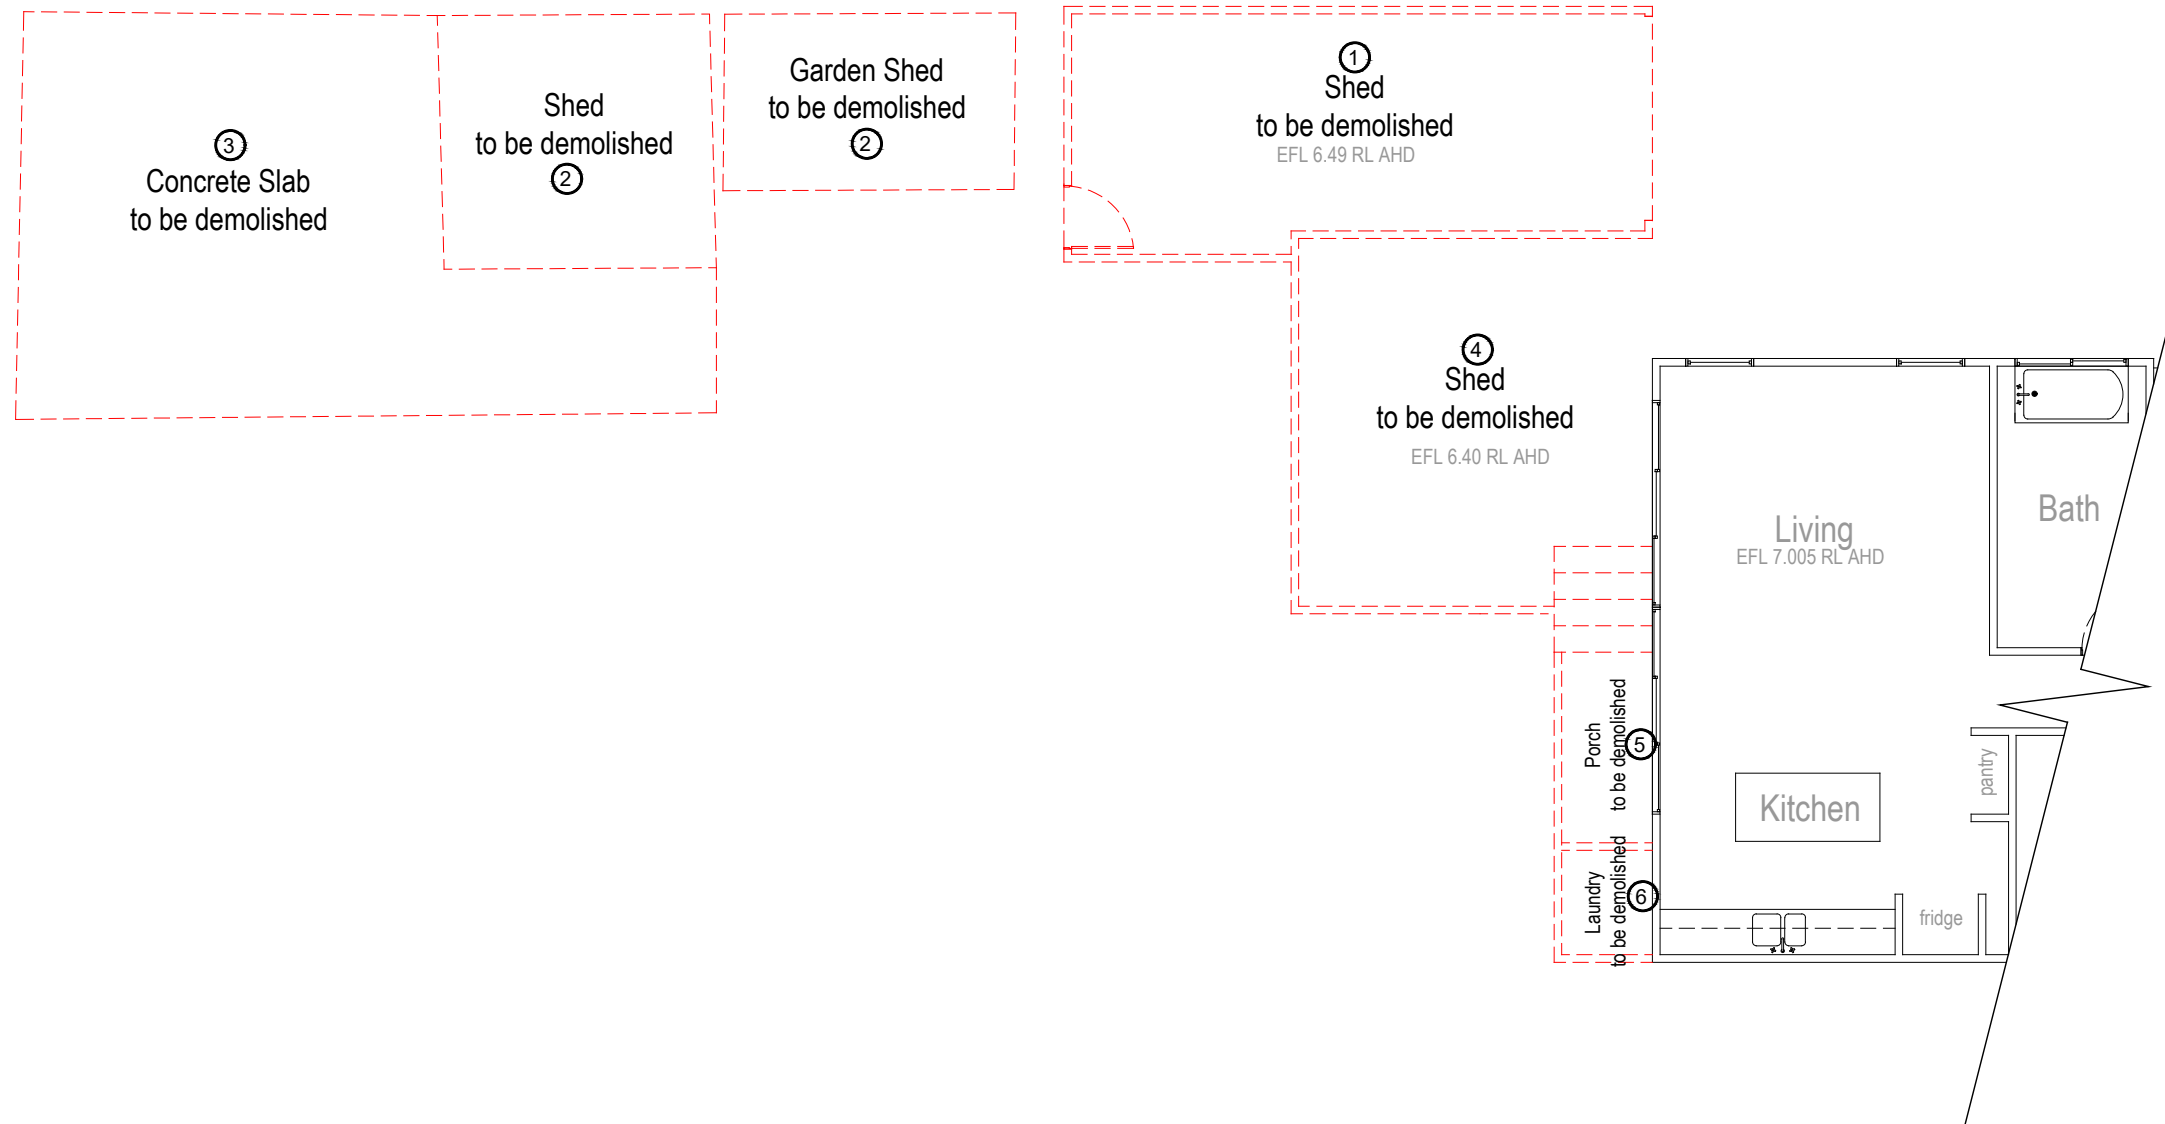 3
Concrete Slab
to be demolished
Shed
to be demolished
2
Garden Shed
to be demolished
2
1
Shed
to be demolished
EFL 6.49 RL AHD
4
Shed
to be demolished
EFL 6.40 RL AHD
Living
EFL 7.005 RL AHD
Bath
Porch
to be demolished
5
Kitchen
pantry
Laundry
to be demolished
6
fridge